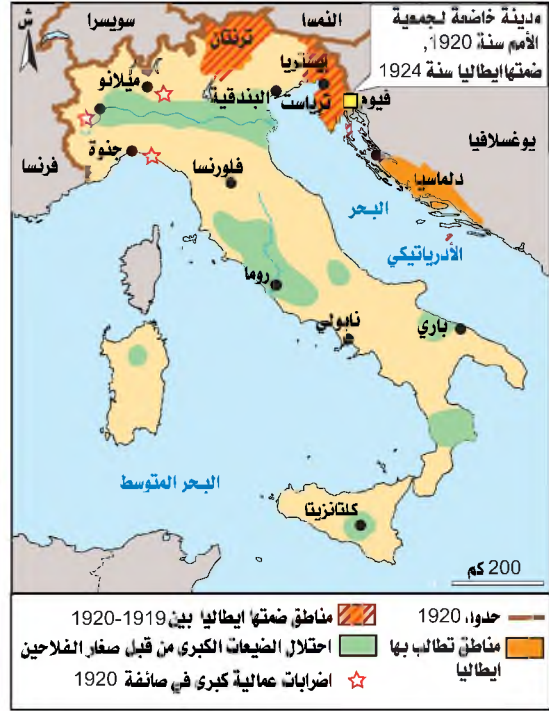 ش
سويسرا
النمسا
مدينة خاضعة لجمعية
الأمم سنة 1920,
ضمتها ايطاليا سنة 1924
ترنتان
إيستريا
ميلانو
البندقية
ترياست
فيوم
يوغسلافيا
جنوة
فرنسا
فلورنسا
دلماسيا
البحر
الأدرياتيكي
روما
نابولي
باري
البحر المتوسط
كلتانزيتا
200 كم
حدود 1920
مناطق ضمتها ايطاليا بين 1919-1920
مناطق تطالب بها
ايطاليا
احتلال الضيعات الكبرى من قبل صغار الفلاحين
اضرابات عمالية كبرى في صائفة 1920